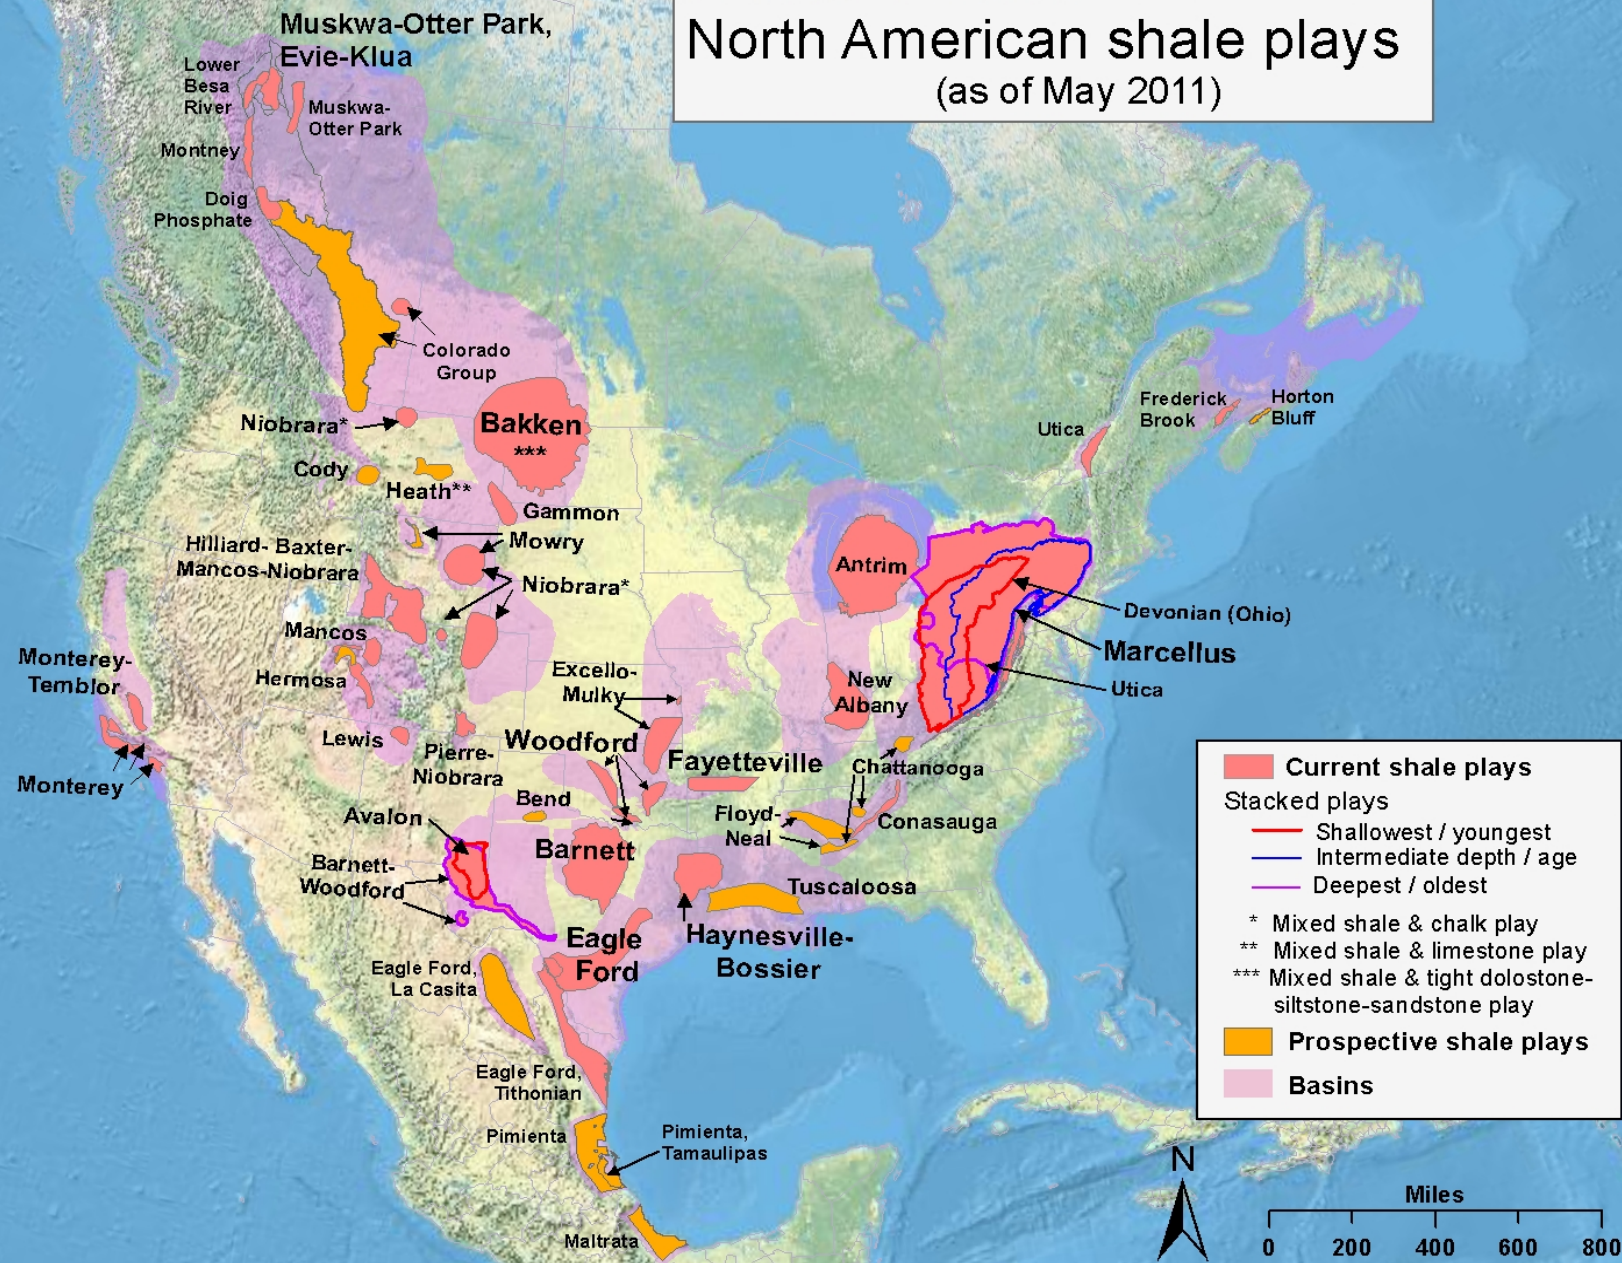 North American shale plays
(as of May 2011)
Muskwa-Otter Park,
Evie-Klua
Lower
Besa
River
Muskwa-
Otter Park
Montney
Doig
Phosphate
Colorado
Group
Niobrara*
Bakken
***
Cody
Heath**
Gammon
Mowry
Hilliard- Baxter-
Mancos-Niobrara
Niobrara*
Mancos
Hermosa
Monterey-
Temblor
Monterey
Lewis
Pierre-
Niobrara
Excello-
Mulky
Woodford
Fayetteville
Bend
Avalon
Barnett
Barnett-
Woodford
Eagle
Ford
Eagle Ford,
La Casita
Eagle Ford,
Tithonian
Pimienta
Pimienta,
Tamaulipas
Maltrata
Haynesville-
Bossier
Tuscaloosa
Floyd-
Neal
Conasauga
Chattanooga
New
Albany
Antrim
Devonian (Ohio)
Marcellus
Utica
Utica
Frederick
Brook
Horton
Bluff
Current shale plays
Stacked plays
Shallowest / youngest
Intermediate depth / age
Deepest / oldest
* Mixed shale & chalk play
** Mixed shale & limestone play
*** Mixed shale & tight dolostone-
siltstone-sandstone play
Prospective shale plays
Basins
N
Miles
0 200 400 600 800